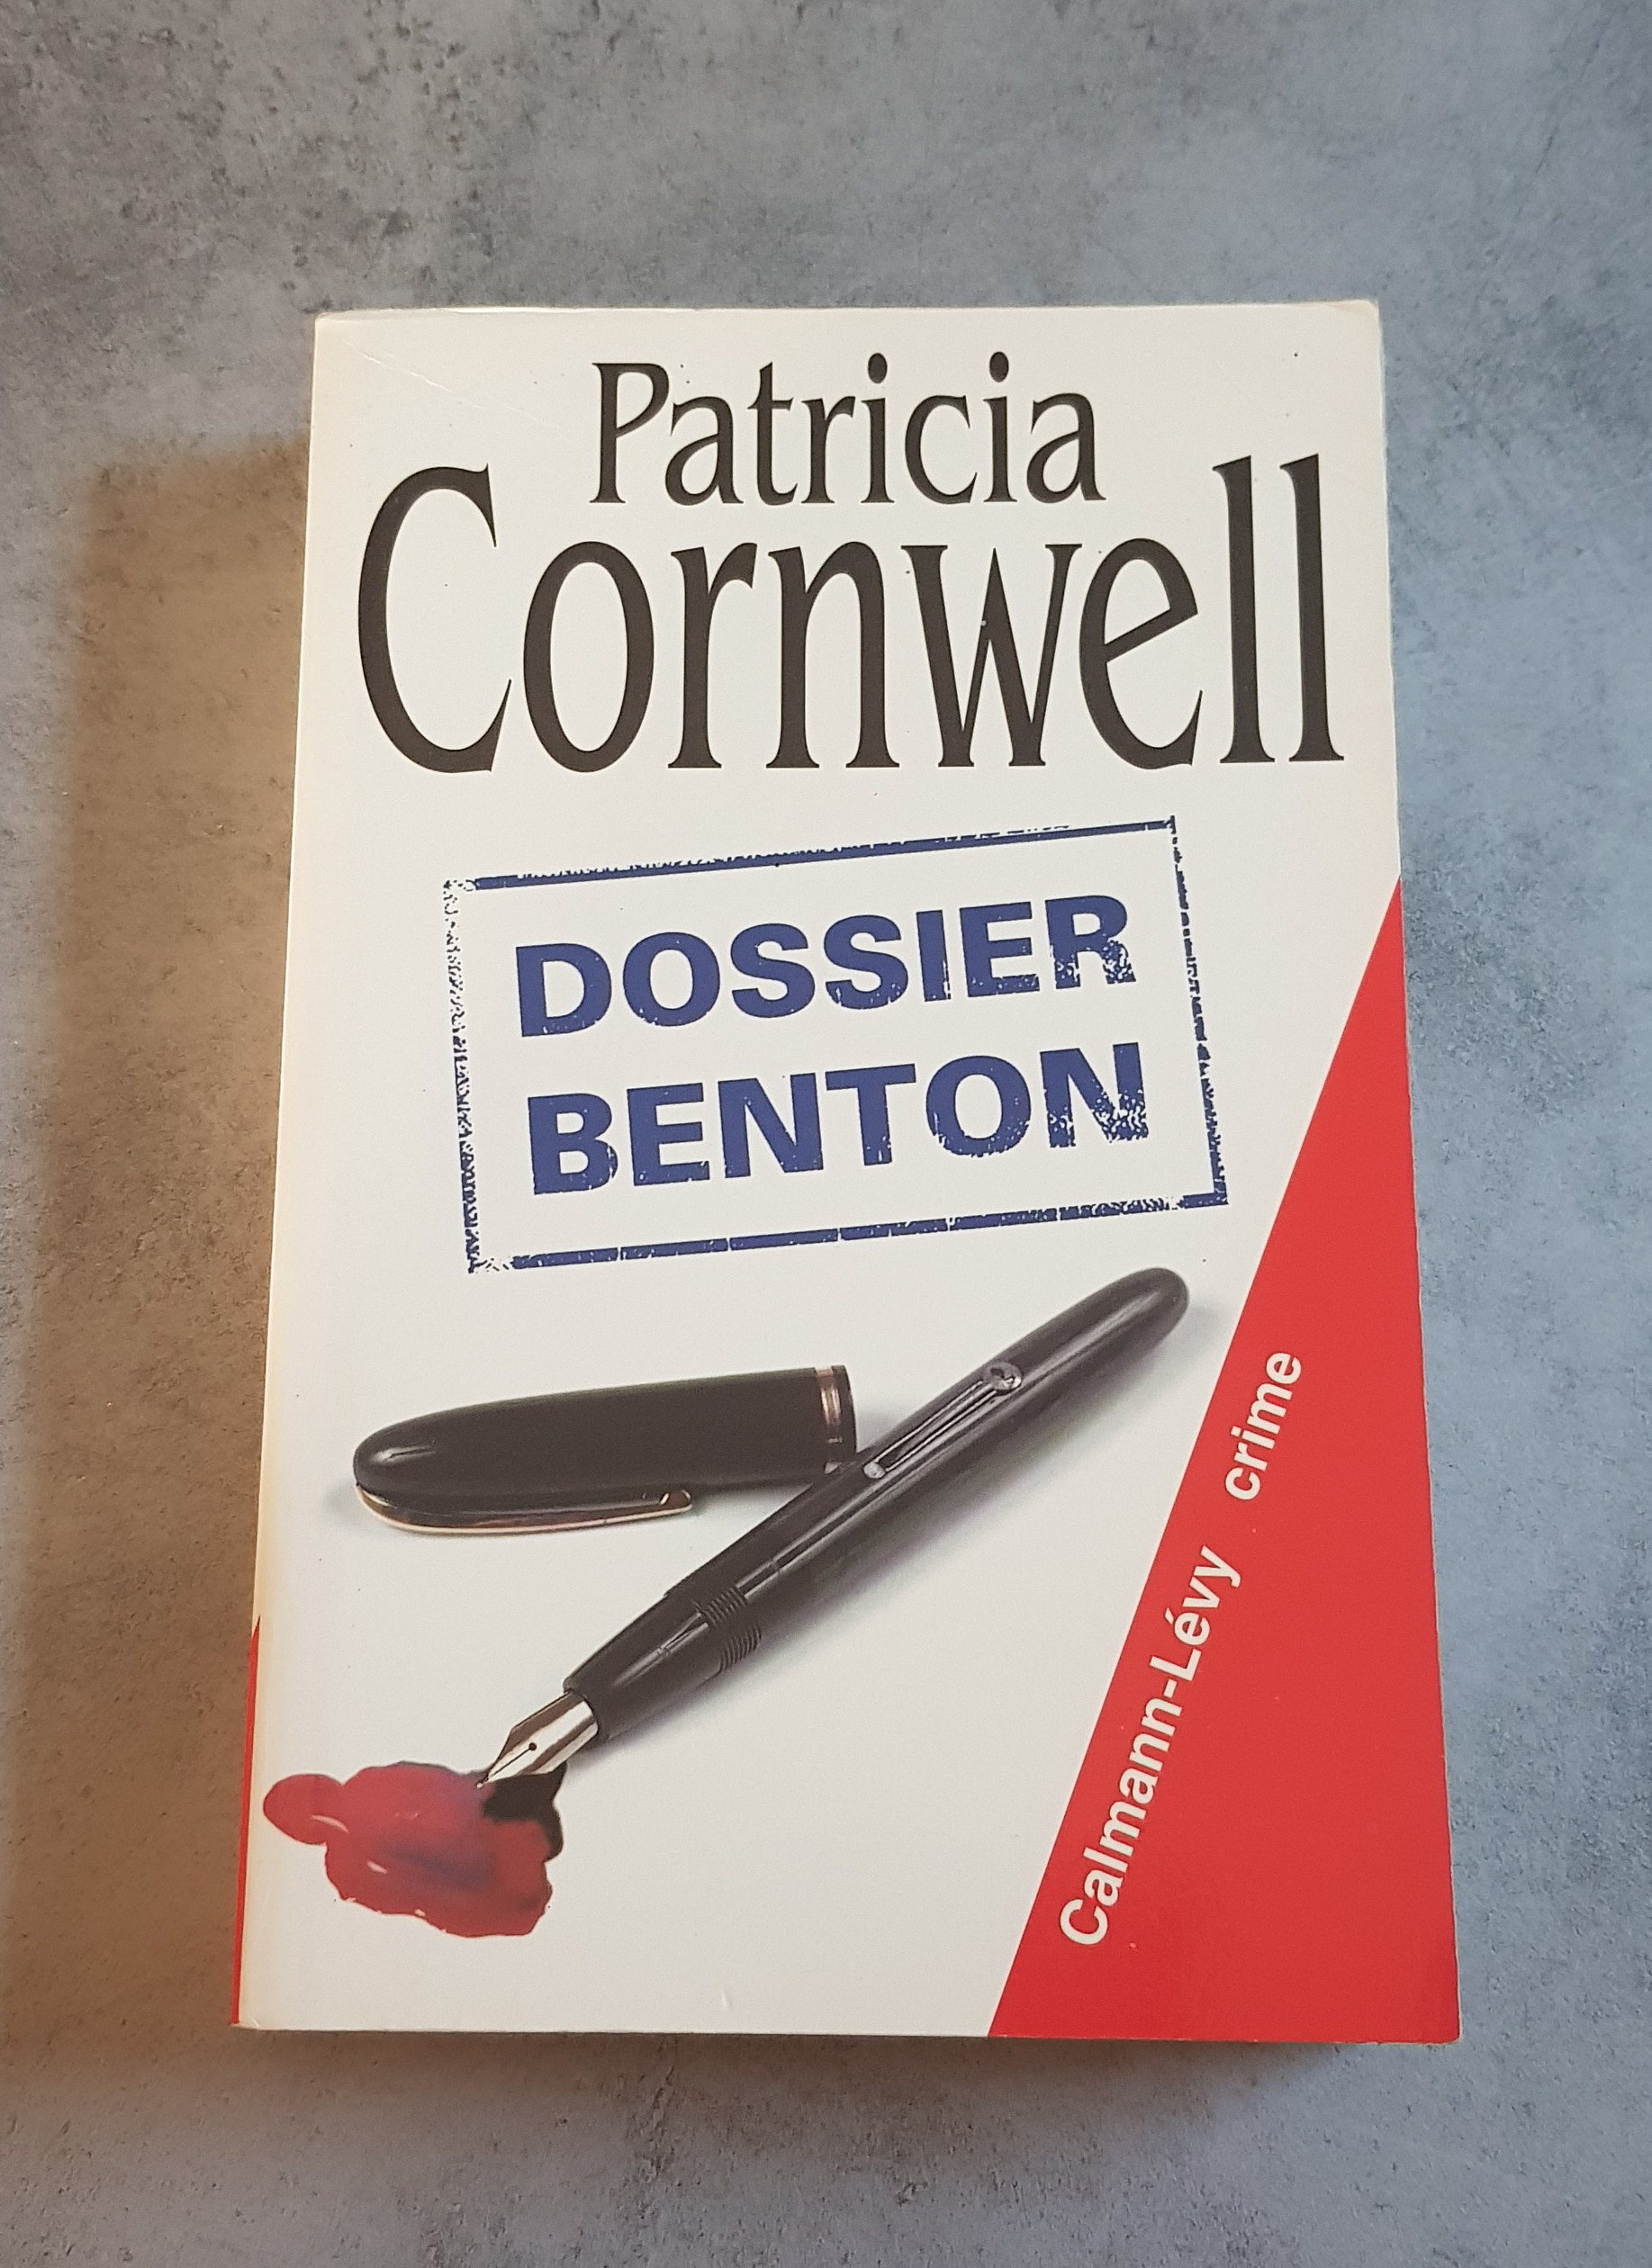 Patricia
Cornwell
DOSSIER
BENTON
Calmann-Lévy crime